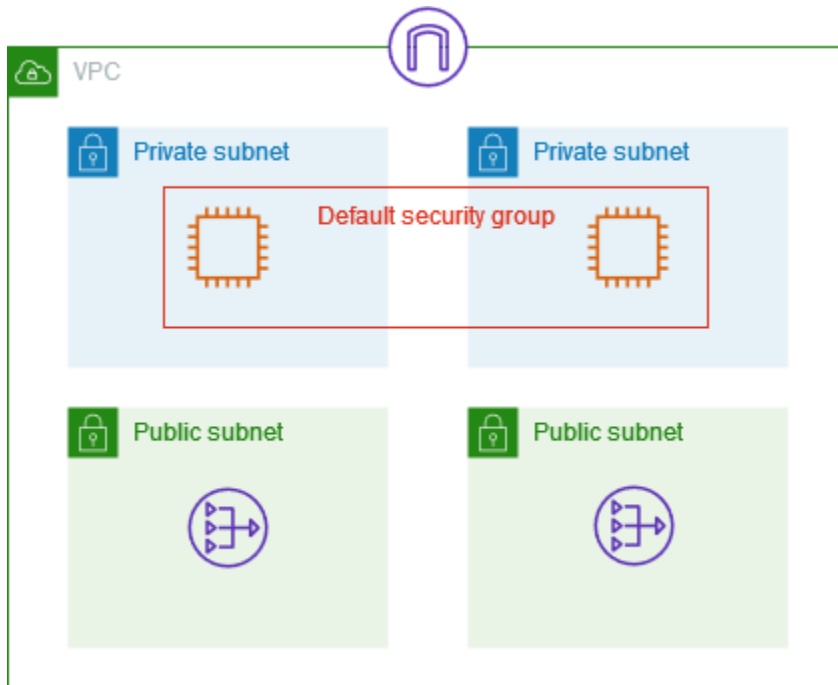 VPC
Private subnet
Private subnet
Default security group
Public subnet
Public subnet